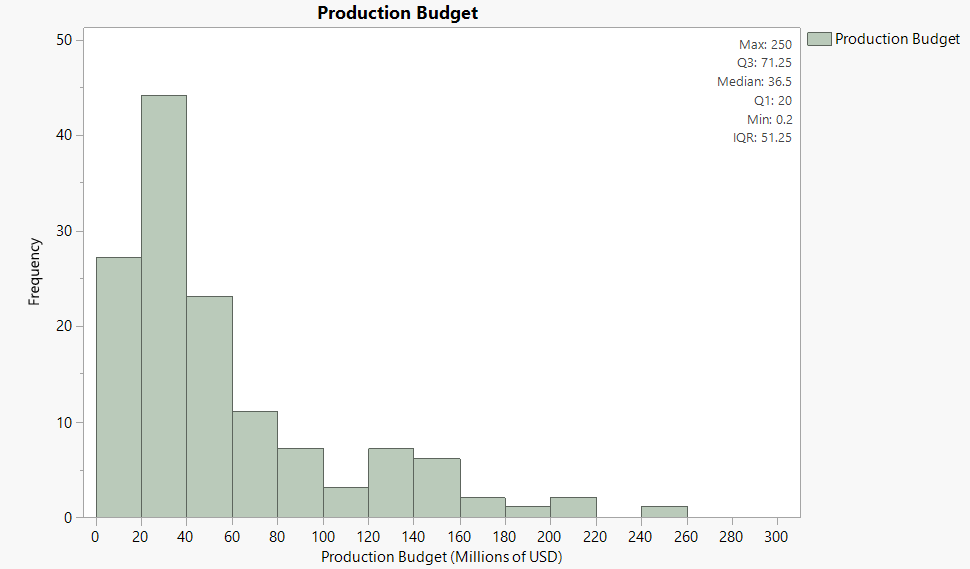 Production Budget
Production Budget
Max: 250
Q3: 71.25
Median: 36.5
Q1: 20
Min: 0.2
IQR: 51.25
50
40
30
20
10
0
Frequency
0 20 40 60 80 100 120 140 160 180 200 220 240 260 280 300
Production Budget (Millions of USD)